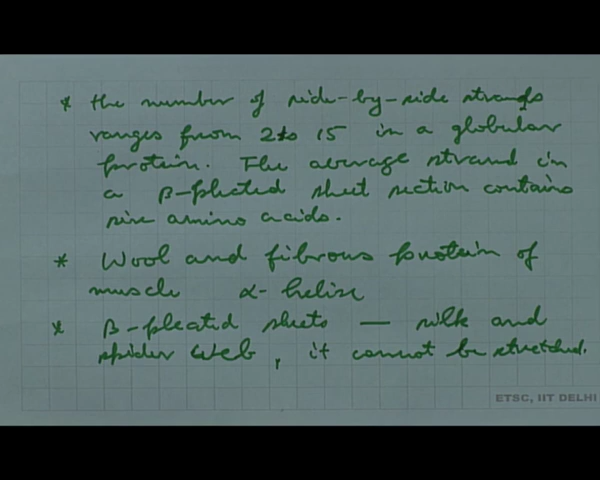 * the number of side-by-side strands
ranges from 2 to 15 in a globular
protein. The average strand in
a β-pleated sheet section contains
six amino acids.
* Wool and fibrous protein of
muscle α-helix
* β-pleated sheets — silk and
spider web, it cannot be stretched.
ETSC, IIT DELHI